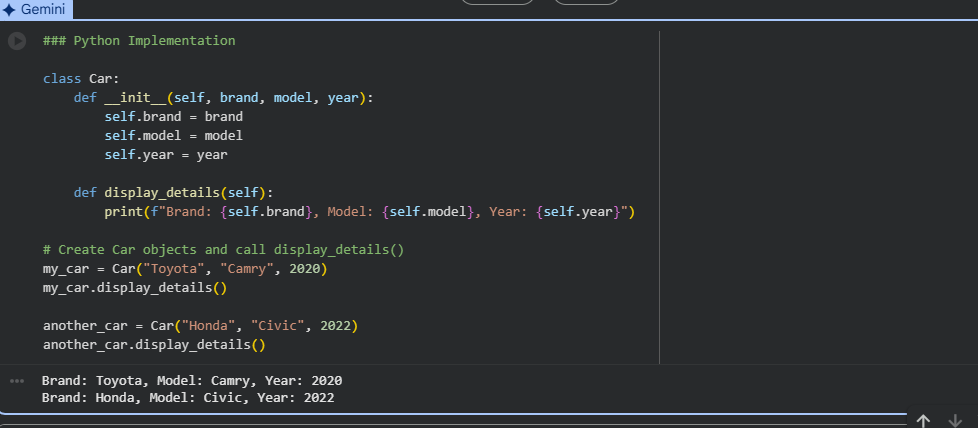 Gemini
### Python Implementation
class Car:
    def __init__(self, brand, model, year):
        self.brand = brand
        self.model = model
        self.year = year
    def display_details(self):
        print(f"Brand: {self.brand}, Model: {self.model}, Year: {self.year}")
# Create Car objects and call display_details()
my_car = Car("Toyota", "Camry", 2020)
my_car.display_details()
another_car = Car("Honda", "Civic", 2022)
another_car.display_details()
Brand: Toyota, Model: Camry, Year: 2020
Brand: Honda, Model: Civic, Year: 2022